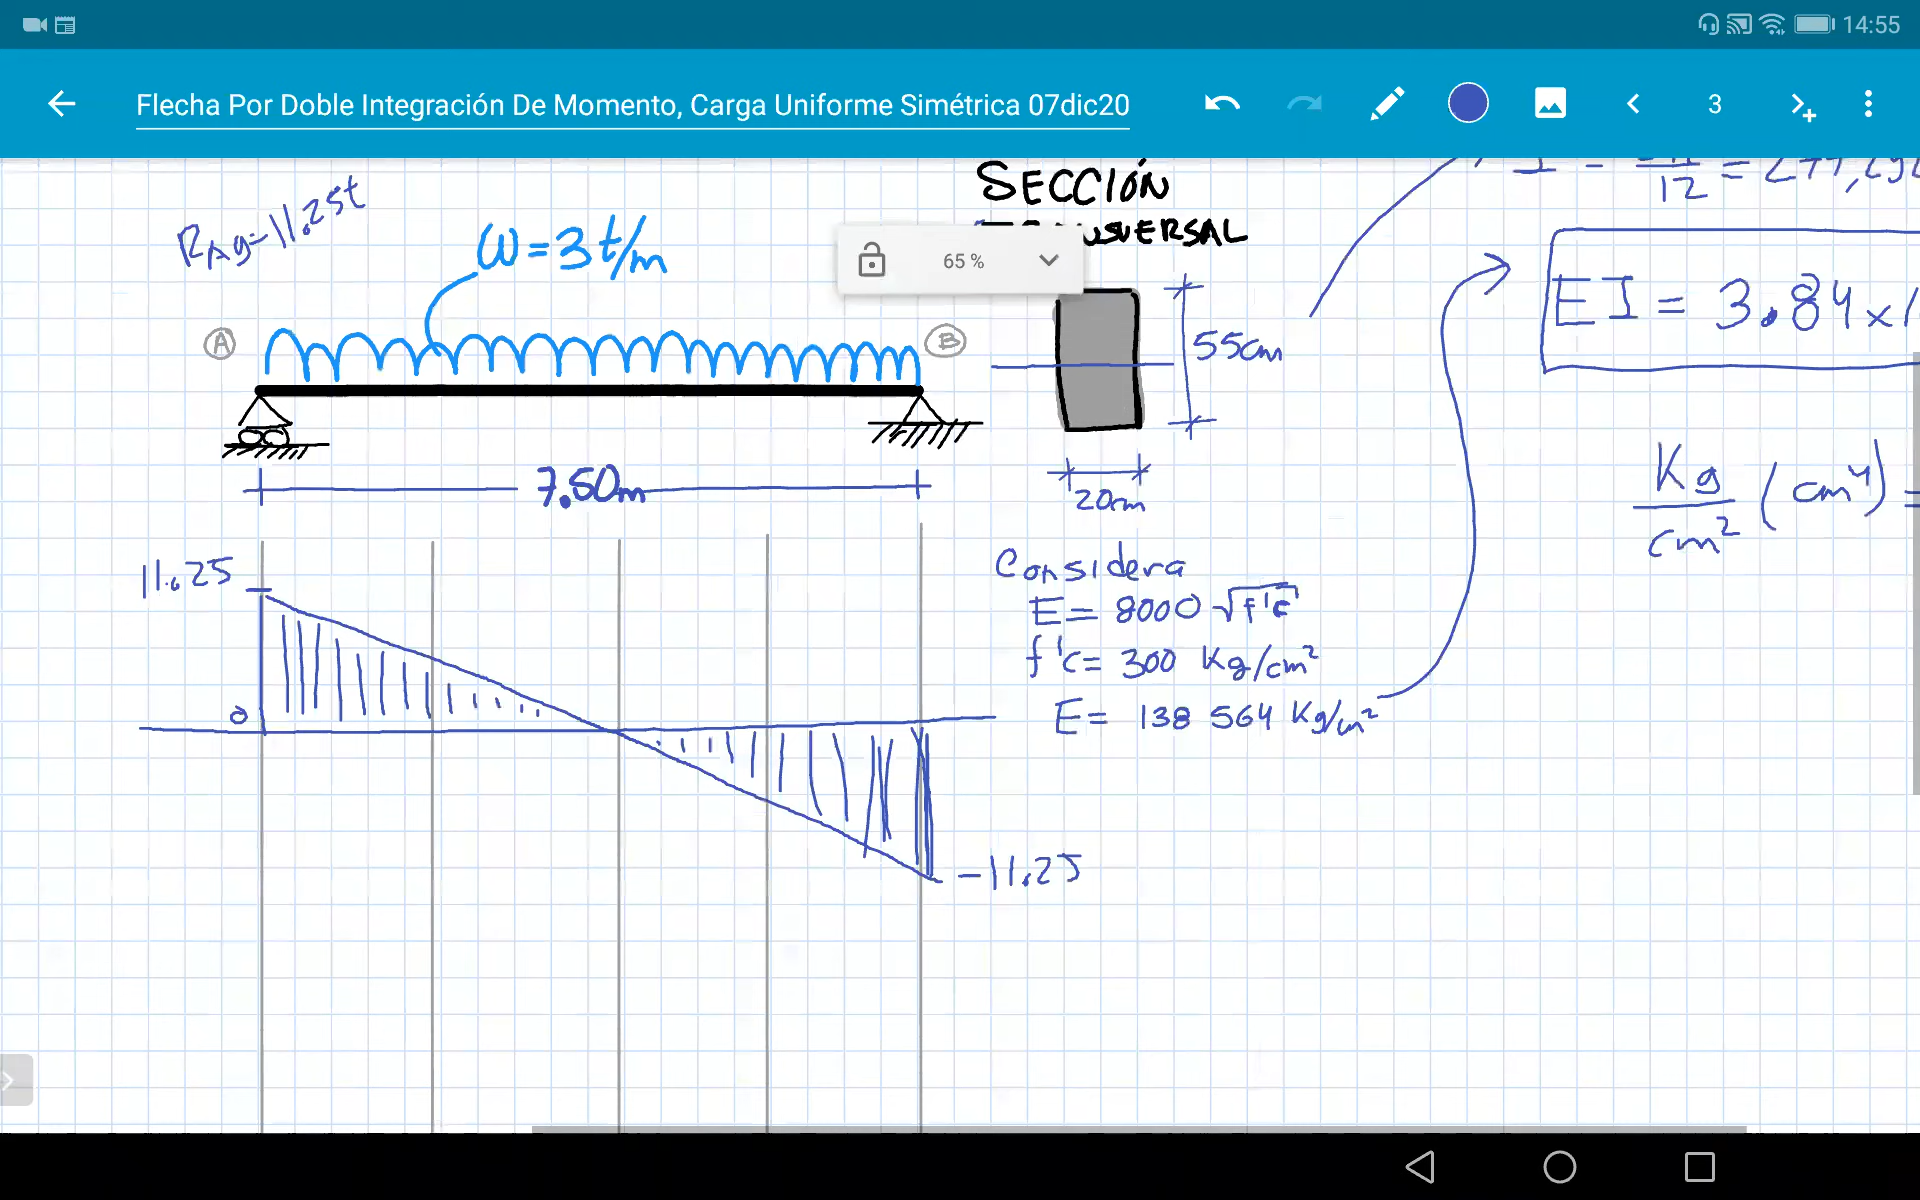 14:55
Flecha Por Doble Integración De Momento, Carga Uniforme Simétrica 07dic20
3
65 %
RAy=11.25t
ω=3t/m
A
B
7.50m
SECCIÓN
55cm
20cm
12
EI = 3.84x1
Kg/cm² (cm⁴) =
Considera
E= 8000 √f'c
f'c= 300 Kg/cm²
E= 138 564 Kg/cm²
11.25
0
-11.25